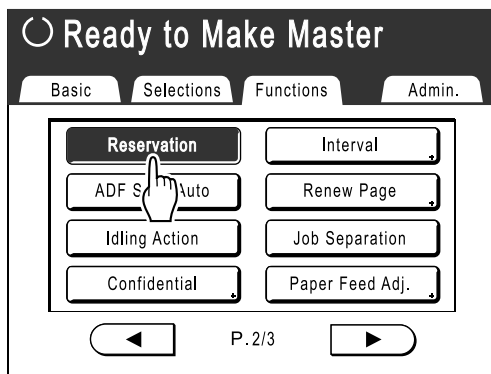 Ready to Make Master
Basic Selections Functions Admin.
Reservation Interval
ADF Auto Renew Page
Idling Action Job Separation
Confidential Paper Feed Adj.
P.2/3